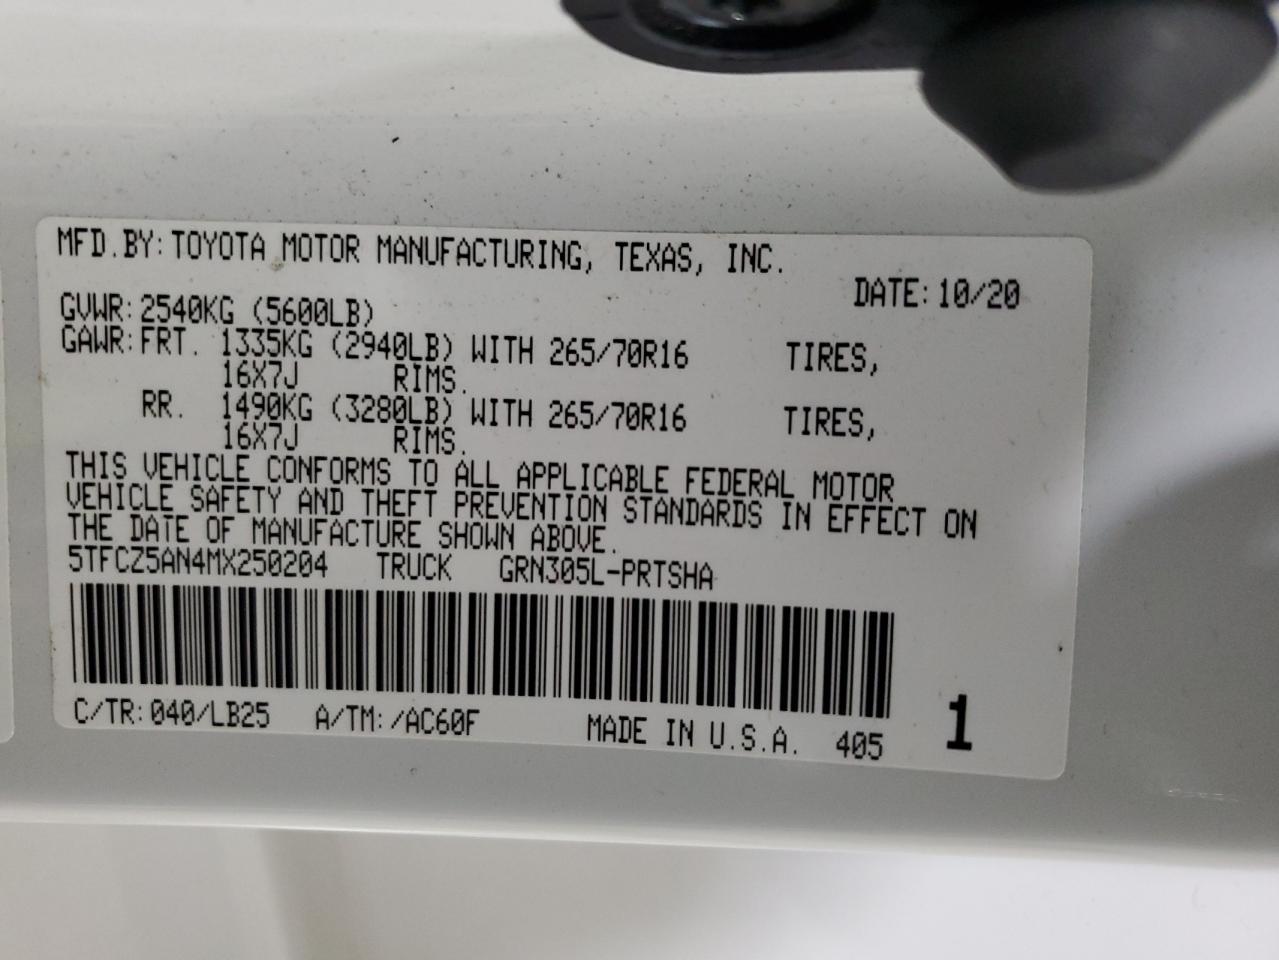 MFD.BY: TOYOTA MOTOR MANUFACTURING, TEXAS, INC.
DATE: 10/20
GVWR: 2540KG (5600LB)
GAWR: FRT. 1335KG (2940LB) WITH 265/70R16 TIRES,
16X7J RIMS.
RR. 1490KG (3280LB) WITH 265/70R16 TIRES,
16X7J RIMS.
THIS VEHICLE CONFORMS TO ALL APPLICABLE FEDERAL MOTOR
VEHICLE SAFETY AND THEFT PREVENTION STANDARDS IN EFFECT ON
THE DATE OF MANUFACTURE SHOWN ABOVE.
5TFCZ5AN4MX250204 TRUCK GRN305L-PRTSHA
C/TR: 040/LB25 A/TM: /AC60F MADE IN U.S.A. 405 1